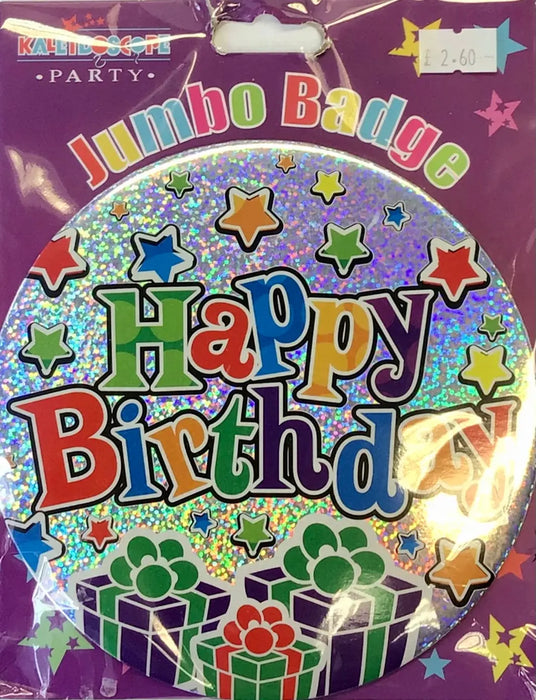 KALEIDOSCOPE
• PARTY •
£ 2.60
Jumbo Badge
Happy
Birthday